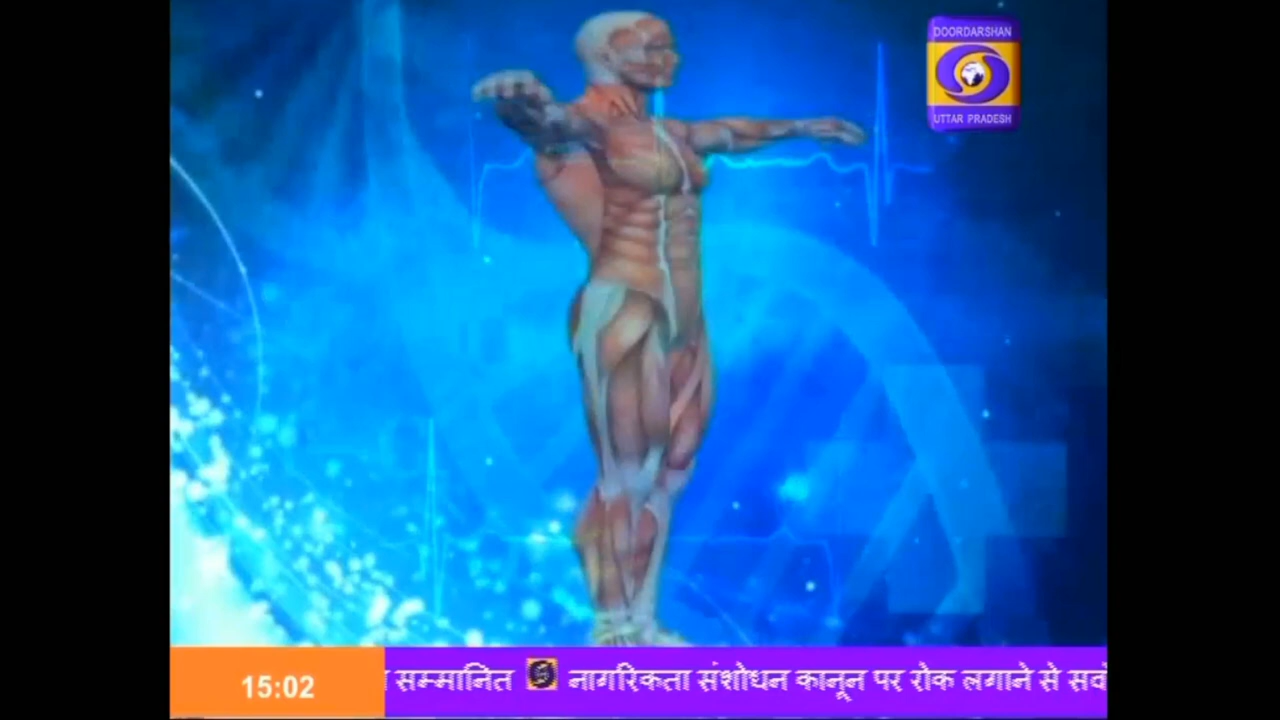 DOORDARSHAN
UTTAR PRADESH
15:02
सम्मानित नागरिकता संशोधन कानून पर रोक लगाने से